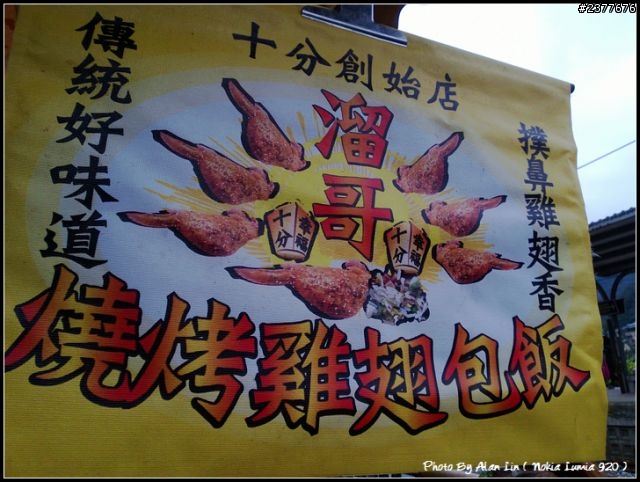 #2377676
十分創始店
傳統好味道
溜哥
撲鼻雞翅香
十分
幸福
十分
幸福
燒烤雞翅包飯
Photo By Alan Lin ( Nokia Lumia 920 )